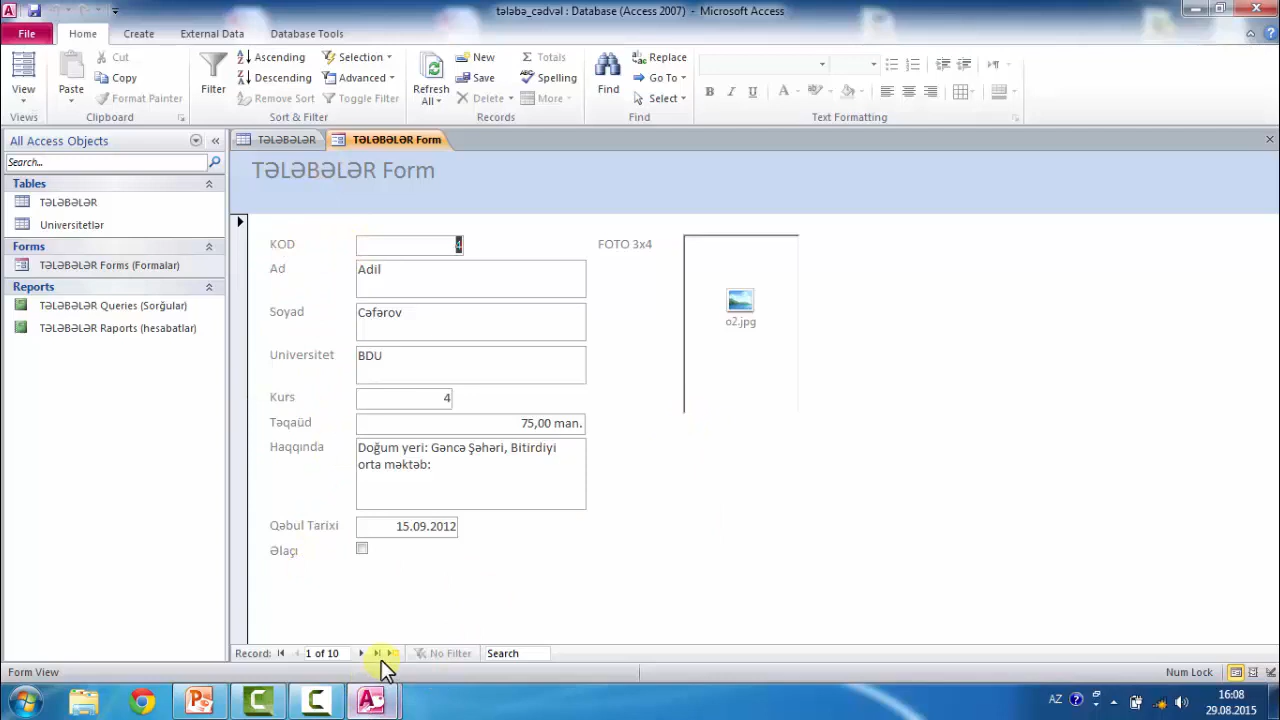 tələbə_cədvəl : Database (Access 2007) - Microsoft Access
File Home Create External Data Database Tools
View
Views
Paste
Cut
Copy
Format Painter
Clipboard
Filter
Ascending
Descending
Remove Sort
Selection
Advanced
Toggle Filter
Sort & Filter
Refresh All
New
Save
Delete
Totals
Spelling
More
Records
Find
Replace
Go To
Select
Find
B I U A
Text Formatting
All Access Objects
Search...
Tables
TƏLƏBƏLƏR
Universitetlər
Forms
TƏLƏBƏLƏR Forms (Formalar)
Reports
TƏLƏBƏLƏR Queries (Sorğular)
TƏLƏBƏLƏR Raports (hesabatlar)
TƏLƏBƏLƏR TƏLƏBƏLƏR Form
TƏLƏBƏLƏR Form
KOD 4
Ad Adil
Soyad Cəfərov
Universitet BDU
Kurs 4
Təqaüd 75,00 man.
Haqqında Doğum yeri: Gəncə Şəhəri, Bitirdiyi
orta məktəb:
Qəbul Tarixi 15.09.2012
Əlaçı
FOTO 3x4
o2.jpg
Record: 1 of 10 No Filter Search
Form View Num Lock
AZ 16:08
29.08.2015